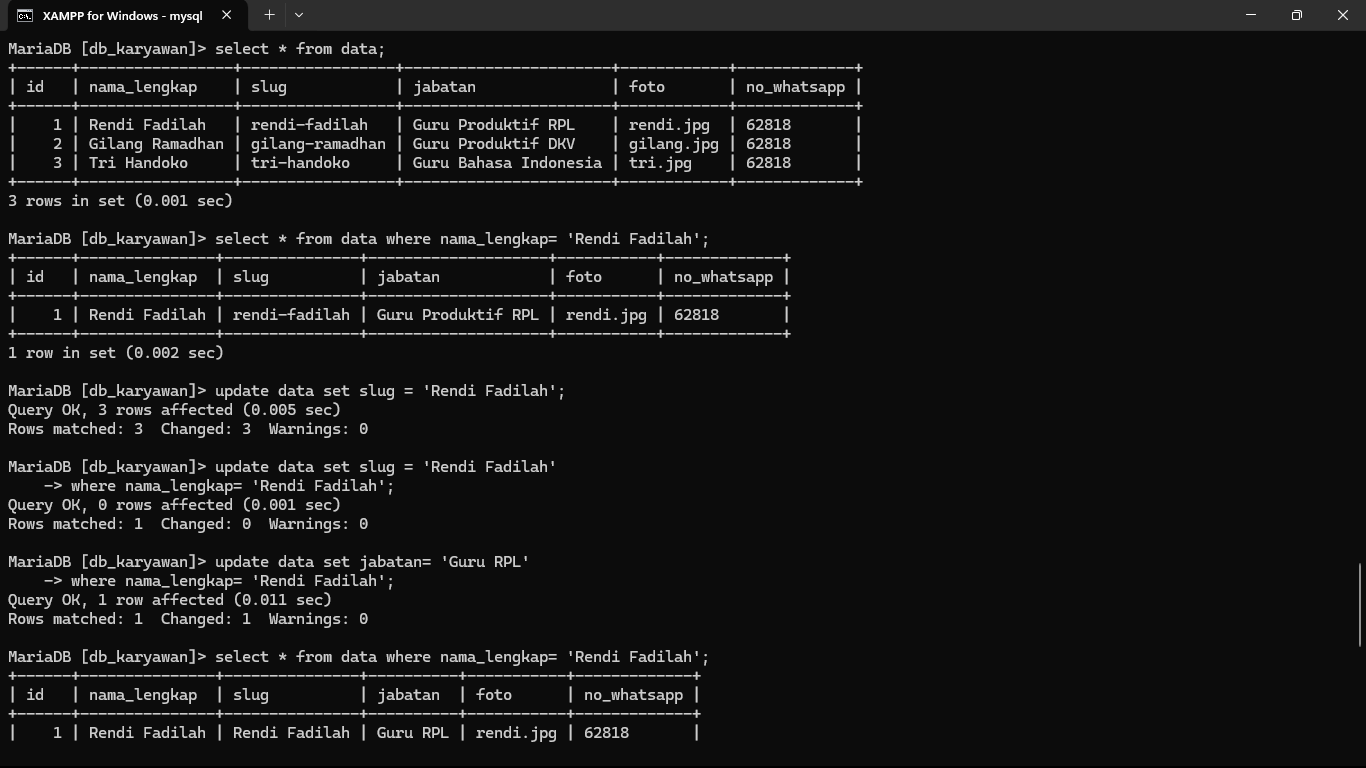 XAMPP for Windows - mysql
MariaDB [db_karyawan]> select * from data;
+------+-----------------+-----------------+-----------------------+------------+-------------+
| id   | nama_lengkap    | slug            | jabatan               | foto       | no_whatsapp |
+------+-----------------+-----------------+-----------------------+------------+-------------+
|    1 | Rendi Fadilah   | rendi-fadilah   | Guru Produktif RPL    | rendi.jpg  | 62818       |
|    2 | Gilang Ramadhan | gilang-ramadhan | Guru Produktif DKV    | gilang.jpg | 62818       |
|    3 | Tri Handoko     | tri-handoko     | Guru Bahasa Indonesia | tri.jpg    | 62818       |
+------+-----------------+-----------------+-----------------------+------------+-------------+
3 rows in set (0.001 sec)

MariaDB [db_karyawan]> select * from data where nama_lengkap= 'Rendi Fadilah';
+------+---------------+---------------+--------------------+-----------+-------------+
| id   | nama_lengkap  | slug          | jabatan            | foto      | no_whatsapp |
+------+---------------+---------------+--------------------+-----------+-------------+
|    1 | Rendi Fadilah | rendi-fadilah | Guru Produktif RPL | rendi.jpg | 62818       |
+------+---------------+---------------+--------------------+-----------+-------------+
1 row in set (0.002 sec)

MariaDB [db_karyawan]> update data set slug = 'Rendi Fadilah';
Query OK, 3 rows affected (0.005 sec)
Rows matched: 3  Changed: 3  Warnings: 0

MariaDB [db_karyawan]> update data set slug = 'Rendi Fadilah'
    -> where nama_lengkap= 'Rendi Fadilah';
Query OK, 0 rows affected (0.001 sec)
Rows matched: 1  Changed: 0  Warnings: 0

MariaDB [db_karyawan]> update data set jabatan= 'Guru RPL'
    -> where nama_lengkap= 'Rendi Fadilah';
Query OK, 1 row affected (0.011 sec)
Rows matched: 1  Changed: 1  Warnings: 0

MariaDB [db_karyawan]> select * from data where nama_lengkap= 'Rendi Fadilah';
+------+---------------+---------------+----------+-----------+-------------+
| id   | nama_lengkap  | slug          | jabatan  | foto      | no_whatsapp |
+------+---------------+---------------+----------+-----------+-------------+
|    1 | Rendi Fadilah | Rendi Fadilah | Guru RPL | rendi.jpg | 62818       |